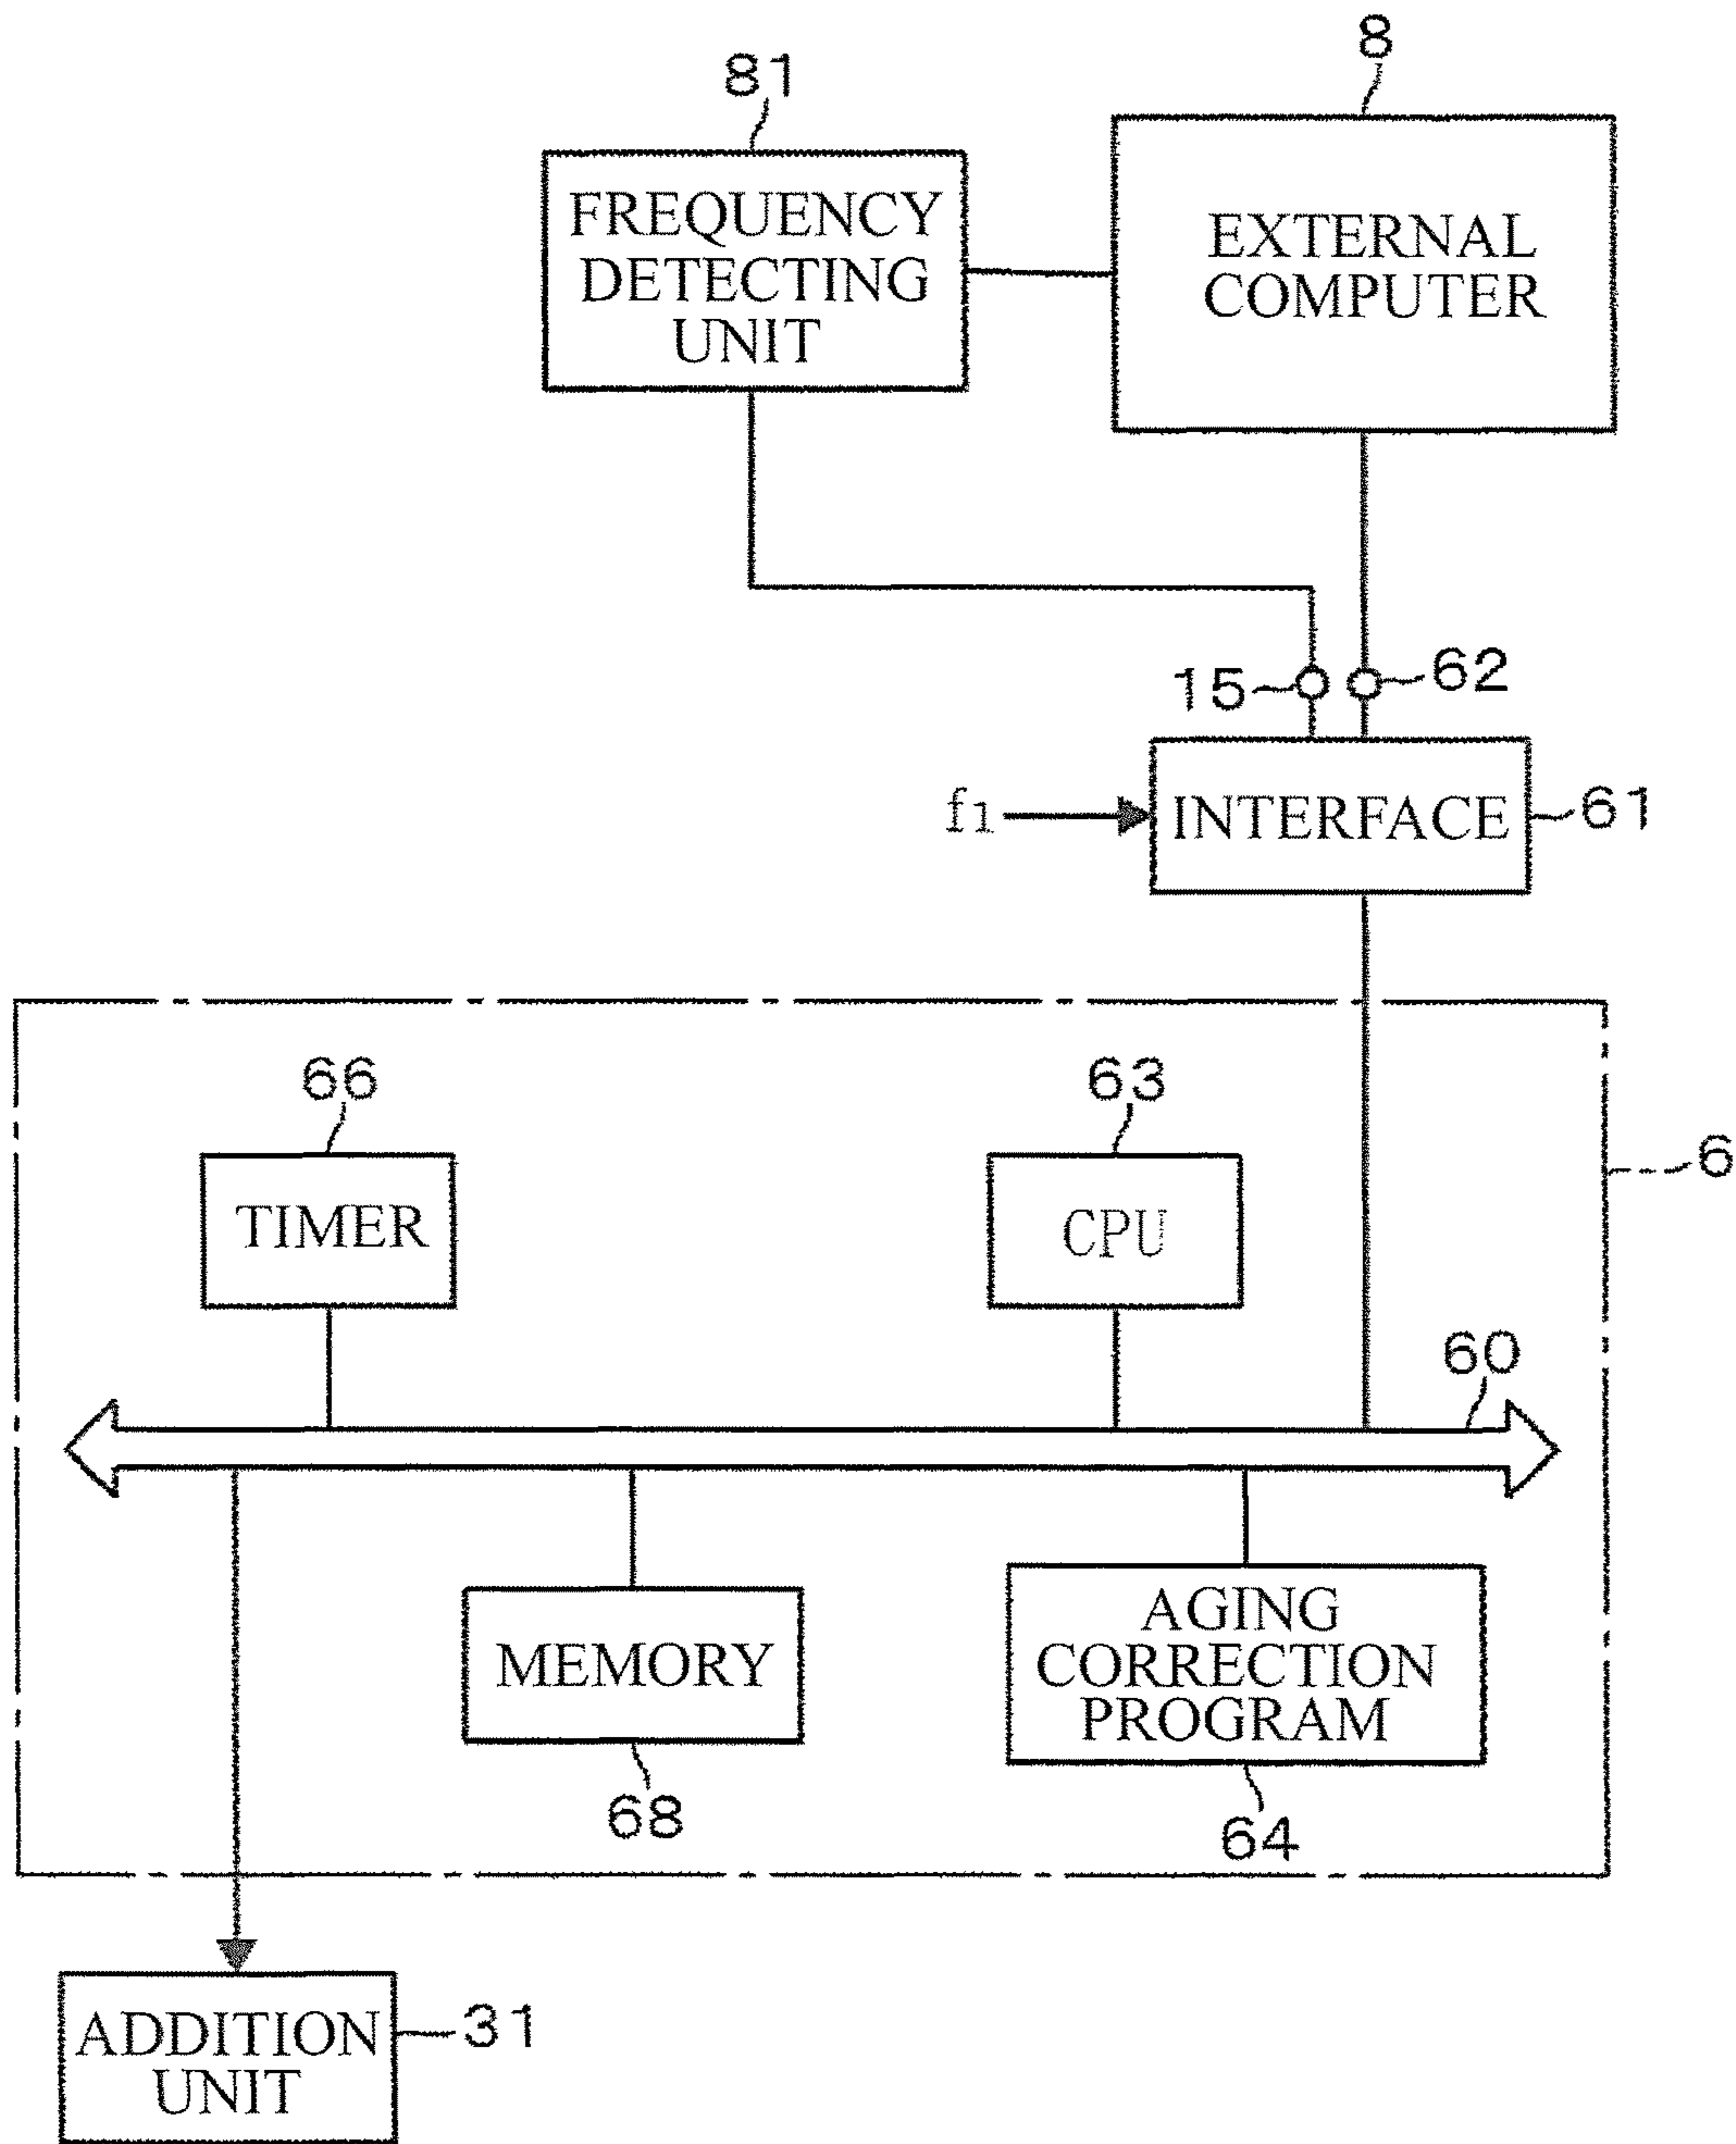 8
81
FREQUENCY
DETECTING
UNIT
EXTERNAL
COMPUTER
15
62
f1
INTERFACE
61
66
63
6
TIMER
CPU
60
MEMORY
AGING
CORRECTION
PROGRAM
68
64
ADDITION
UNIT
31